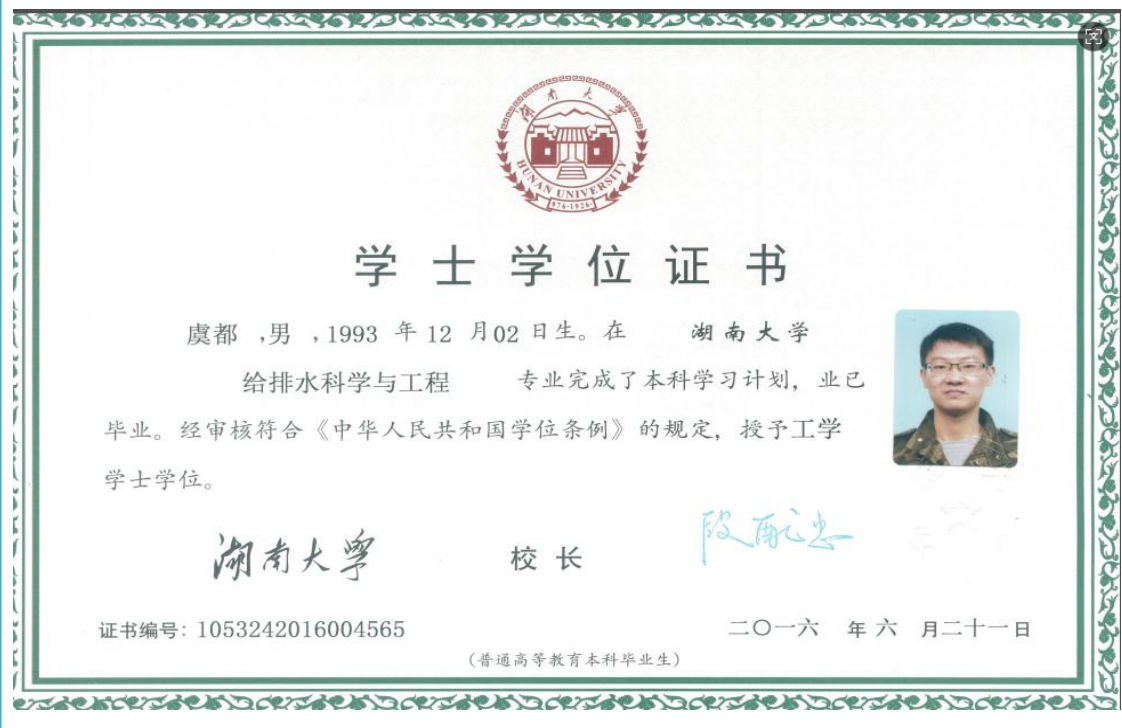 湖南大学
HUNAN UNIVERSITY
976-1926
学士学位证书
虞都 ,男 ,1993 年 12 月02 日生。在 湖南大学
给排水科学与工程 专业完成了本科学习计划，业已
毕业。经审核符合《中华人民共和国学位条例》的规定，授予工学
学士学位。
湖南大学 校长
证书编号: 1053242016004565 二〇一六 年 六 月二十一日
(普通高等教育本科毕业生)